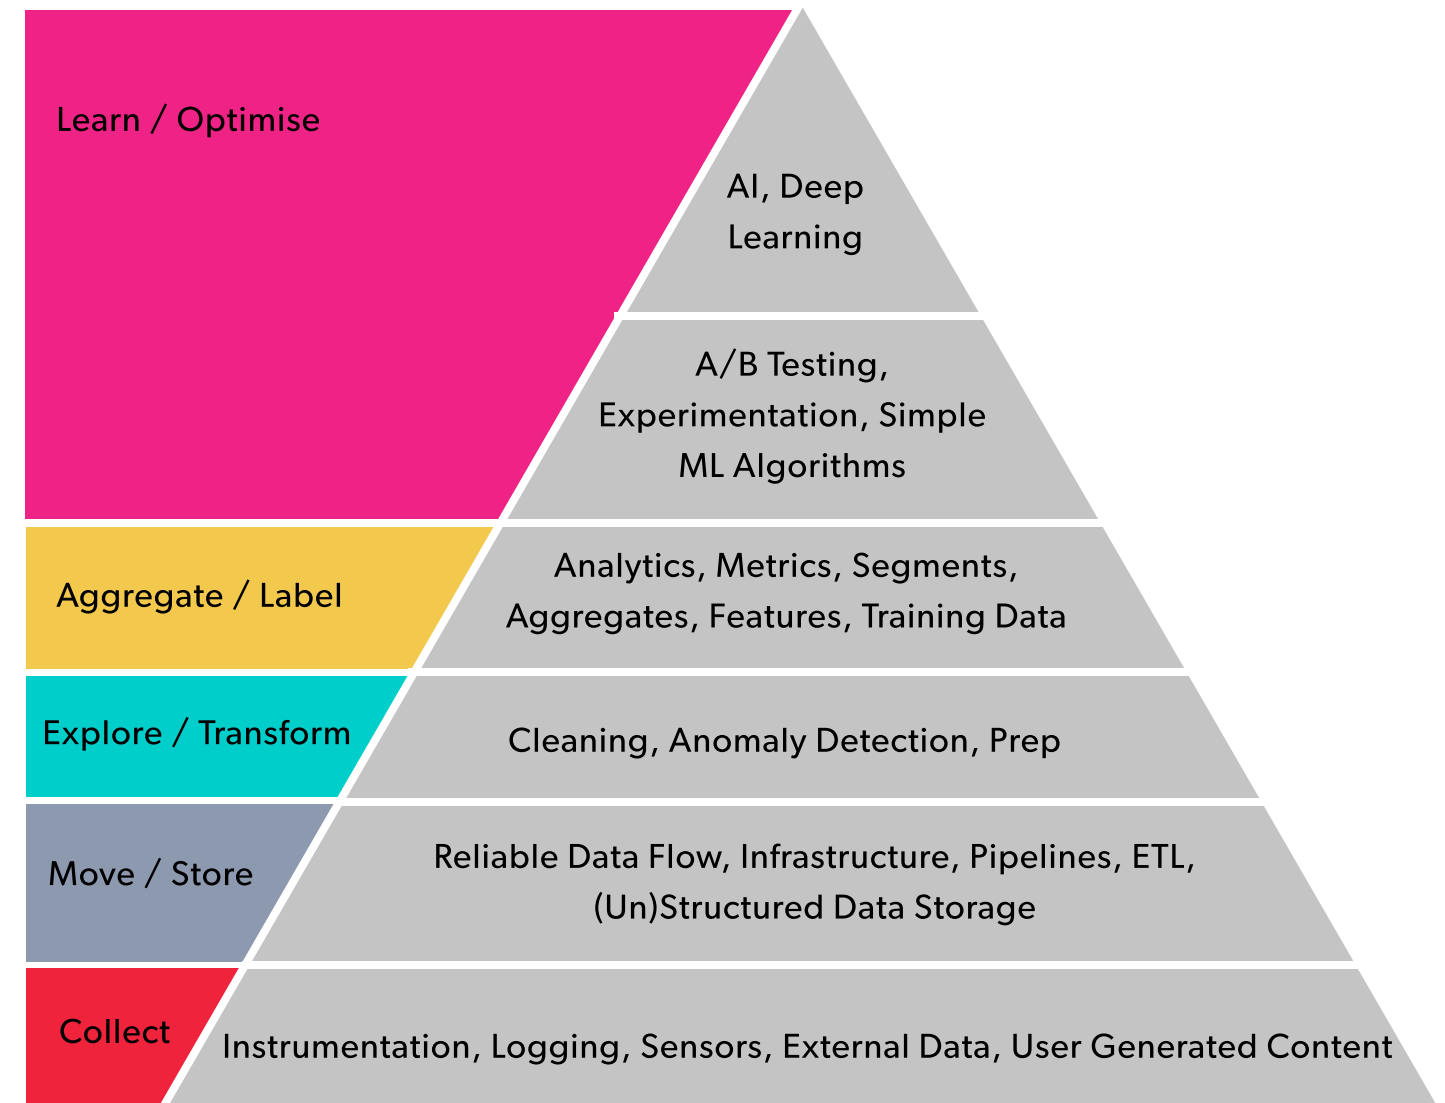 Learn / Optimise
AI, Deep
Learning
A/B Testing,
Experimentation, Simple
ML Algorithms
Aggregate / Label
Analytics, Metrics, Segments,
Aggregates, Features, Training Data
Explore / Transform
Cleaning, Anomaly Detection, Prep
Move / Store
Reliable Data Flow, Infrastructure, Pipelines, ETL,
(Un)Structured Data Storage
Collect
Instrumentation, Logging, Sensors, External Data, User Generated Content